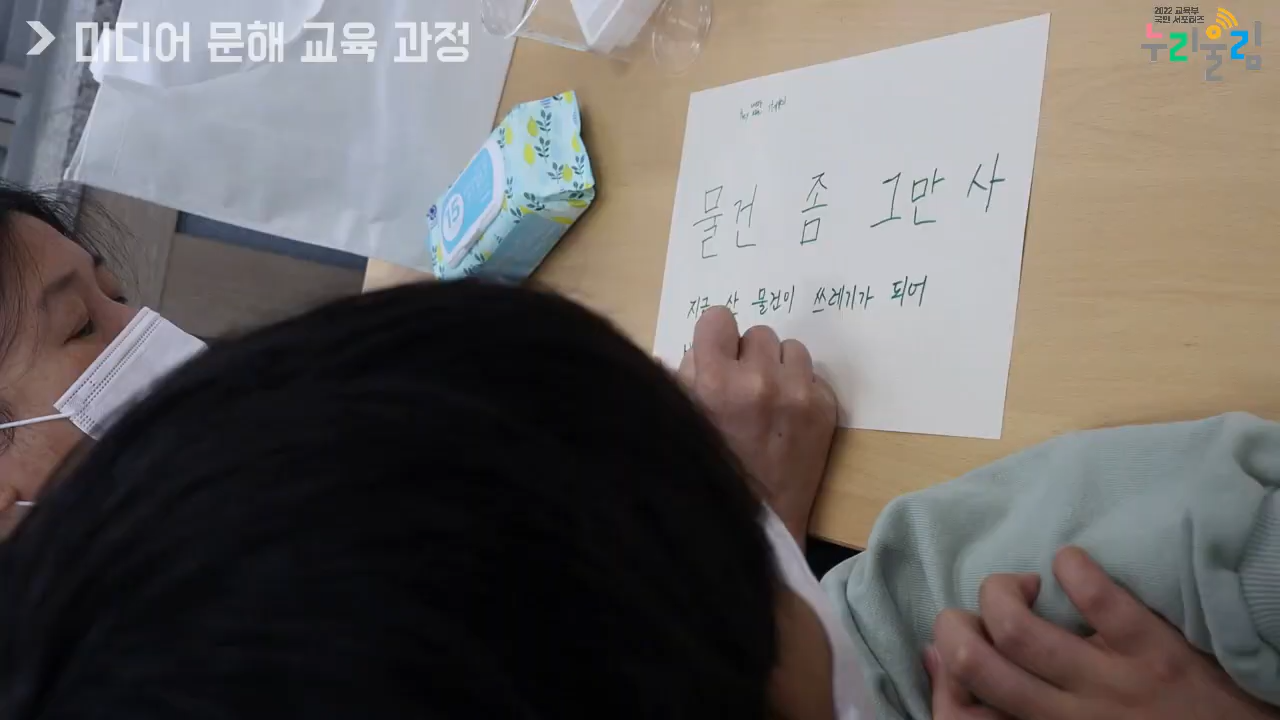 미디어 문해 교육 과정
2022 교육부
국민 서포터즈
누리울림
물건 좀 그만 사
지금 산 물건이 쓰레기가 되어
15